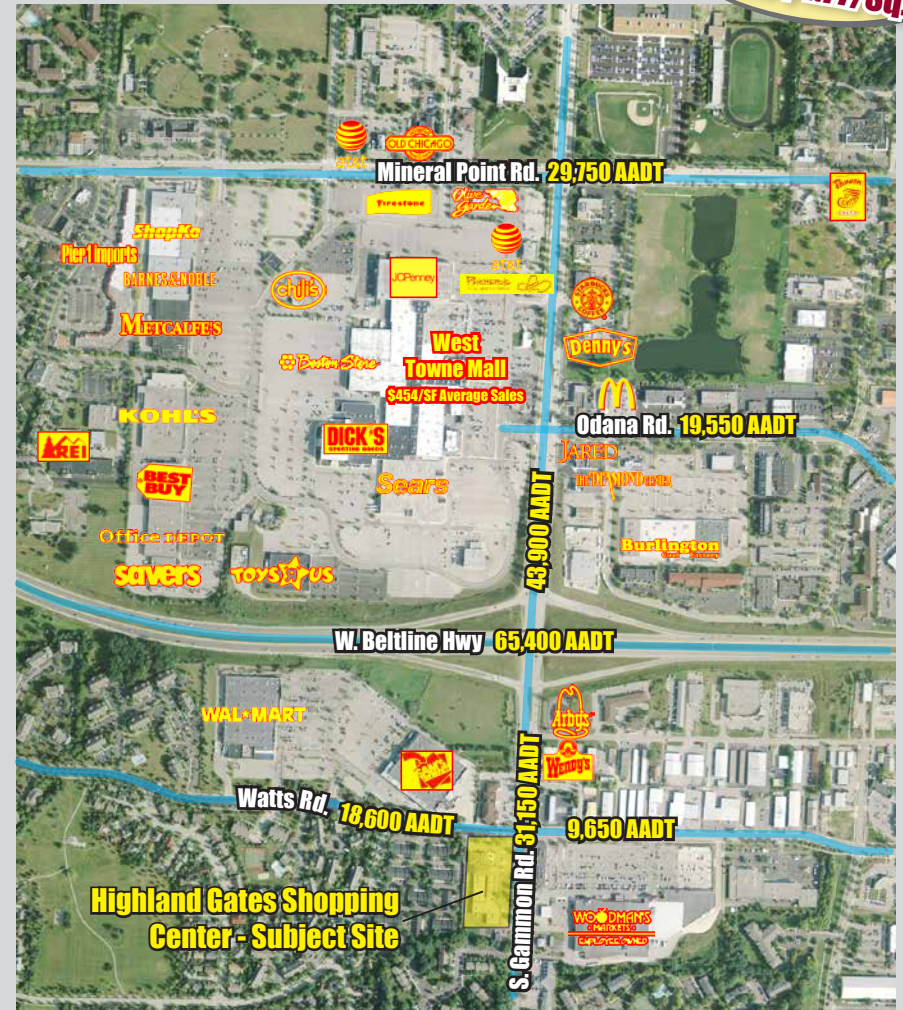 at&t
OLD CHICAGO
Mineral Point Rd. 29,750 AADT
Firestone
Olive Garden
Panera
at&t
ShopKo
Pier 1 imports
BARNES & NOBLE
METCALFE'S
chili's
JCPenney
STARBUCKS COFFEE
Denny's
West
Towne Mall
$454/SF Average Sales
Boston Store
KOHL'S
REI
DICK'S
SPORTING GOODS
Odana Rd. 19,550 AADT
JARED
BEST BUY
Sears
43,900 AADT
Office DEPOT
Burlington
Coat Factory
savers
TOYS R US
W. Beltline Hwy 65,400 AADT
WAL★MART
Arby's
Wendy's
Watts Rd. 18,600 AADT
9,650 AADT
S. Gammon Rd. 31,150 AADT
Highland Gates Shopping
Center - Subject Site
WOODMAN'S
MARKETS
EMPLOYEE OWNED